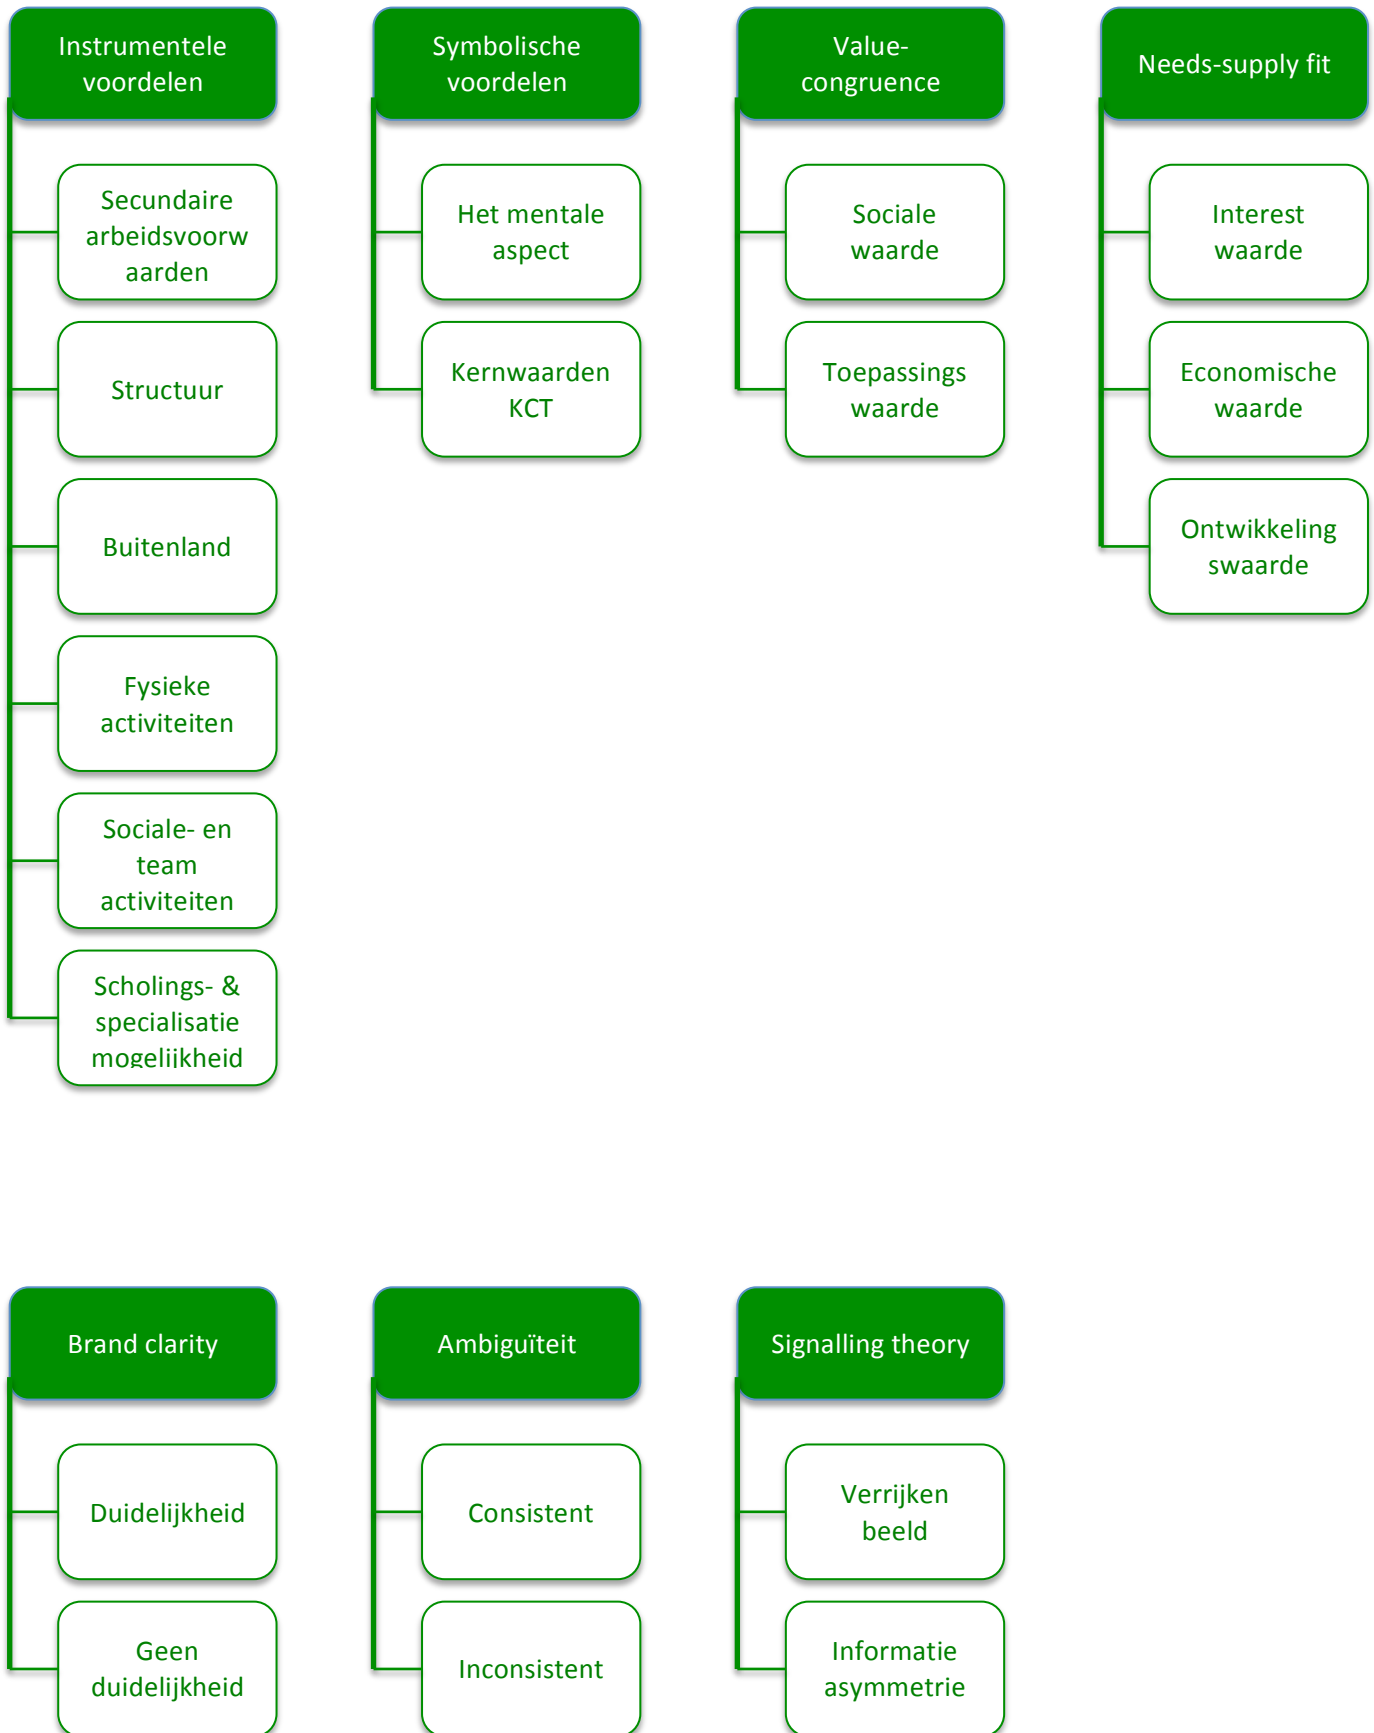 Instrumentele
voordelen
Secundaire
arbeidsvoorw
aarden
Structuur
Buitenland
Fysieke
activiteiten
Sociale- en
team
activiteiten
Scholings- &
specialisatie
mogelijkheid
Symbolische
voordelen
Het mentale
aspect
Kernwaarden
KCT
Value-
congruence
Sociale
waarde
Toepassings
waarde
Needs-supply fit
Interest
waarde
Economische
waarde
Ontwikkeling
swaarde
Brand clarity
Duidelijkheid
Geen
duidelijkheid
Ambiguïteit
Consistent
Inconsistent
Signalling theory
Verrijken
beeld
Informatie
asymmetrie